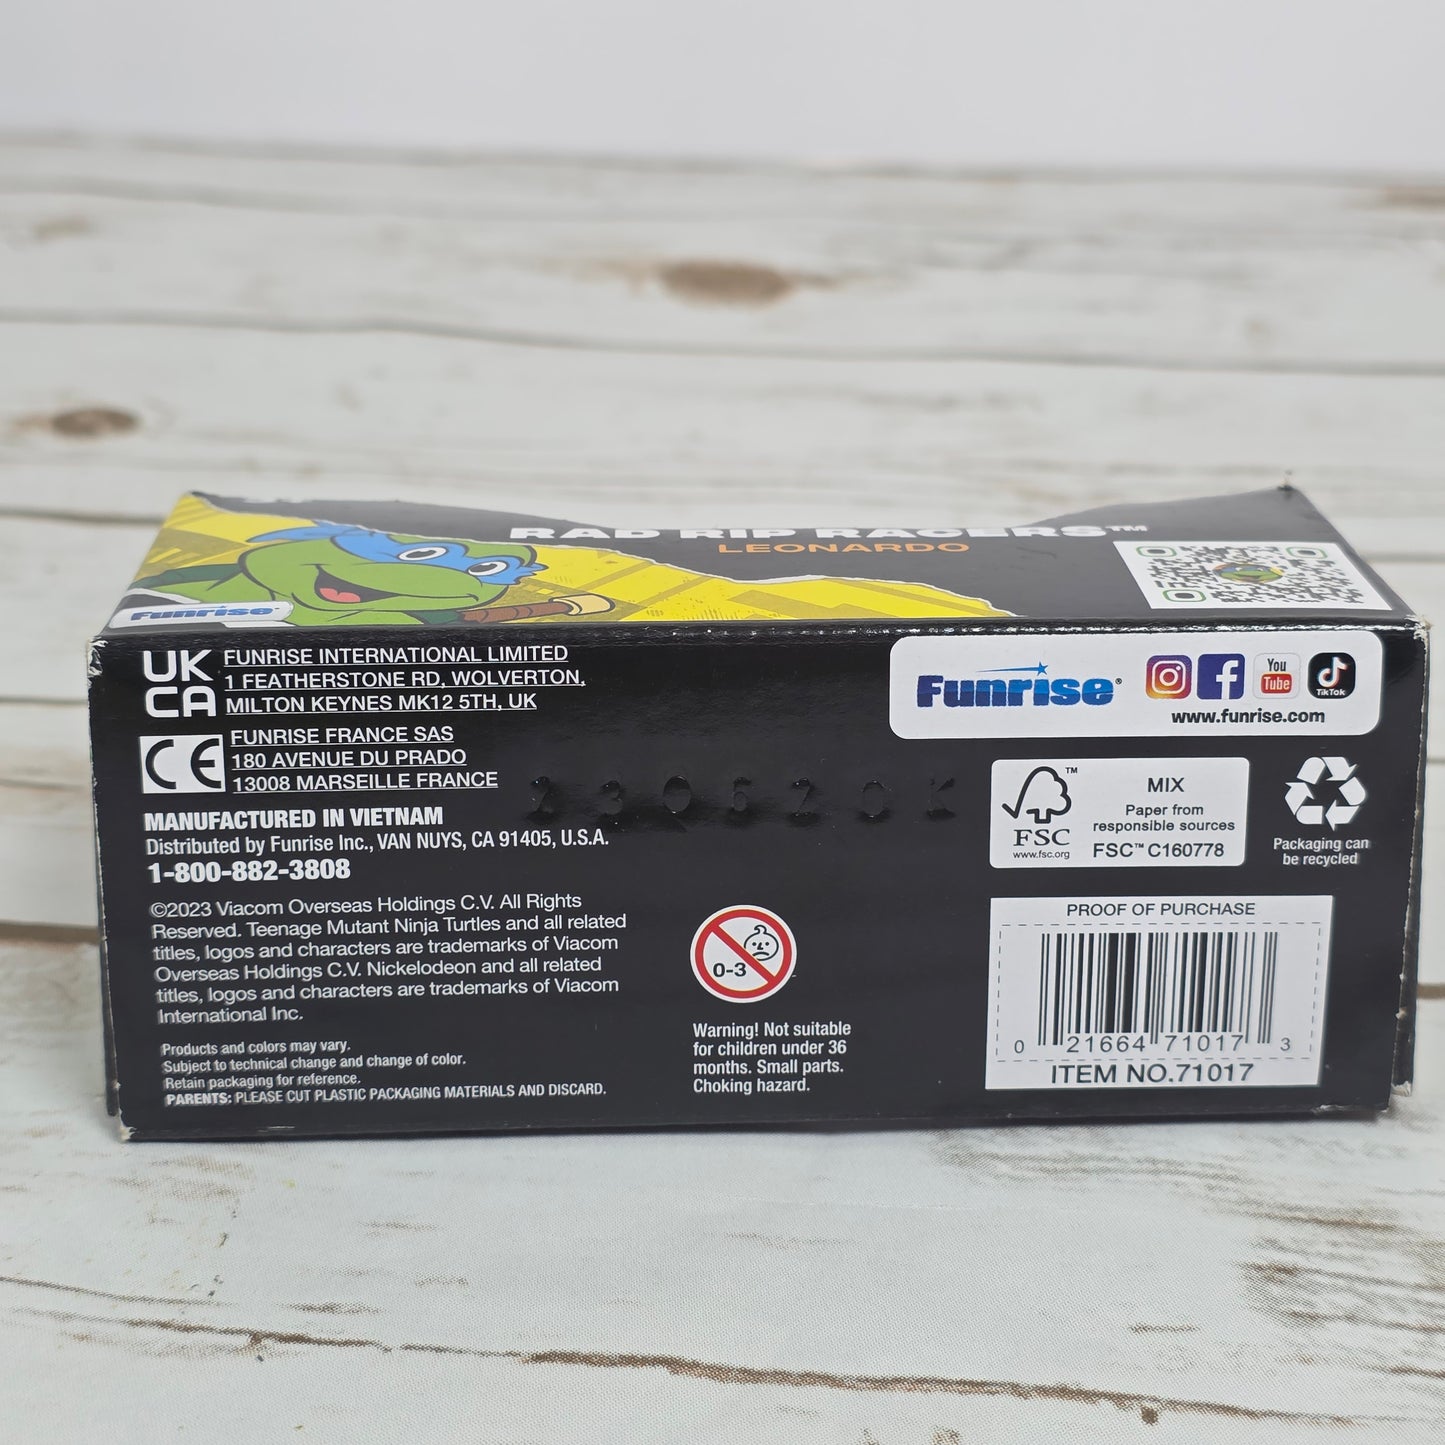 RAD RIP RACERS™
LEONARDO
Funrise
UK
CA
FUNRISE INTERNATIONAL LIMITED
1 FEATHERSTONE RD, WOLVERTON,
MILTON KEYNES MK12 5TH, UK
CE
FUNRISE FRANCE SAS
180 AVENUE DU PRADO
13008 MARSEILLE FRANCE
MANUFACTURED IN VIETNAM
Distributed by Funrise Inc., VAN NUYS, CA 91405, U.S.A.
1-800-882-3808
©2023 Viacom Overseas Holdings C.V. All Rights
Reserved. Teenage Mutant Ninja Turtles and all related
titles, logos and characters are trademarks of Viacom
Overseas Holdings C.V. Nickelodeon and all related
titles, logos and characters are trademarks of Viacom
International Inc.
Products and colors may vary.
Subject to technical change and change of color.
Retain packaging for reference.
PARENTS: PLEASE CUT PLASTIC PACKAGING MATERIALS AND DISCARD.
0-3
Warning! Not suitable
for children under 36
months. Small parts.
Choking hazard.
Funrise®
You
Tube
TikTok
www.funrise.com
FSC
www.fsc.org
MIX
Paper from
responsible sources
FSC™ C160778
Packaging can
be recycled
PROOF OF PURCHASE
0 21664 71017 3
ITEM NO.71017